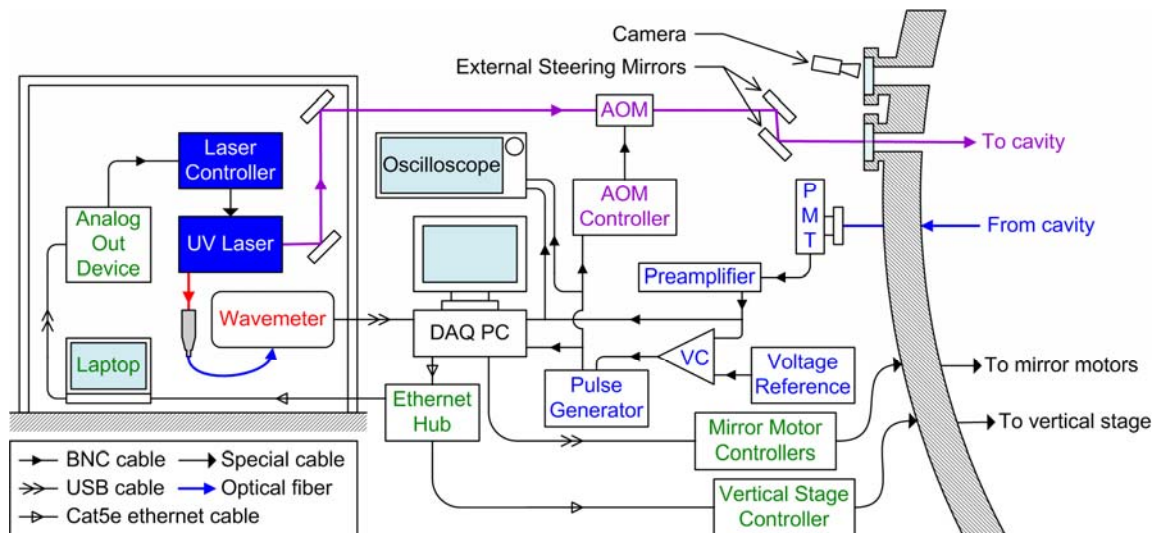 Camera
External Steering Mirrors
Laser
Controller
AOM
Oscilloscope
To cavity
AOM
Controller
P
M
T
Analog
Out
Device
UV Laser
From cavity
Preamplifier
Wavemeter
DAQ PC
VC
Voltage
Reference
Laptop
Pulse
Generator
To mirror motors
Ethernet
Hub
Mirror Motor
Controllers
To vertical stage
BNC cable
Special cable
USB cable
Optical fiber
Cat5e ethernet cable
Vertical Stage
Controller